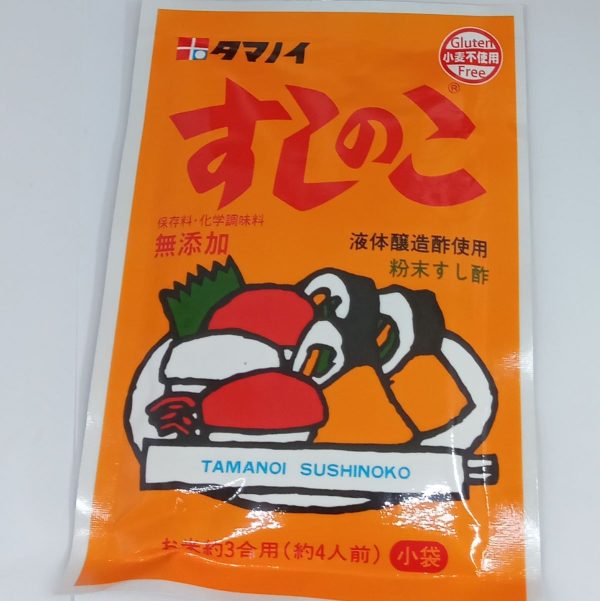 タマノイ
Gluten
小麦不使用
Free
すしのこ®
保存料・化学調味料
無添加
液体醸造酢使用
粉末すし酢
TAMANOI SUSHINOKO
お米約3合用(約4人前)
小袋